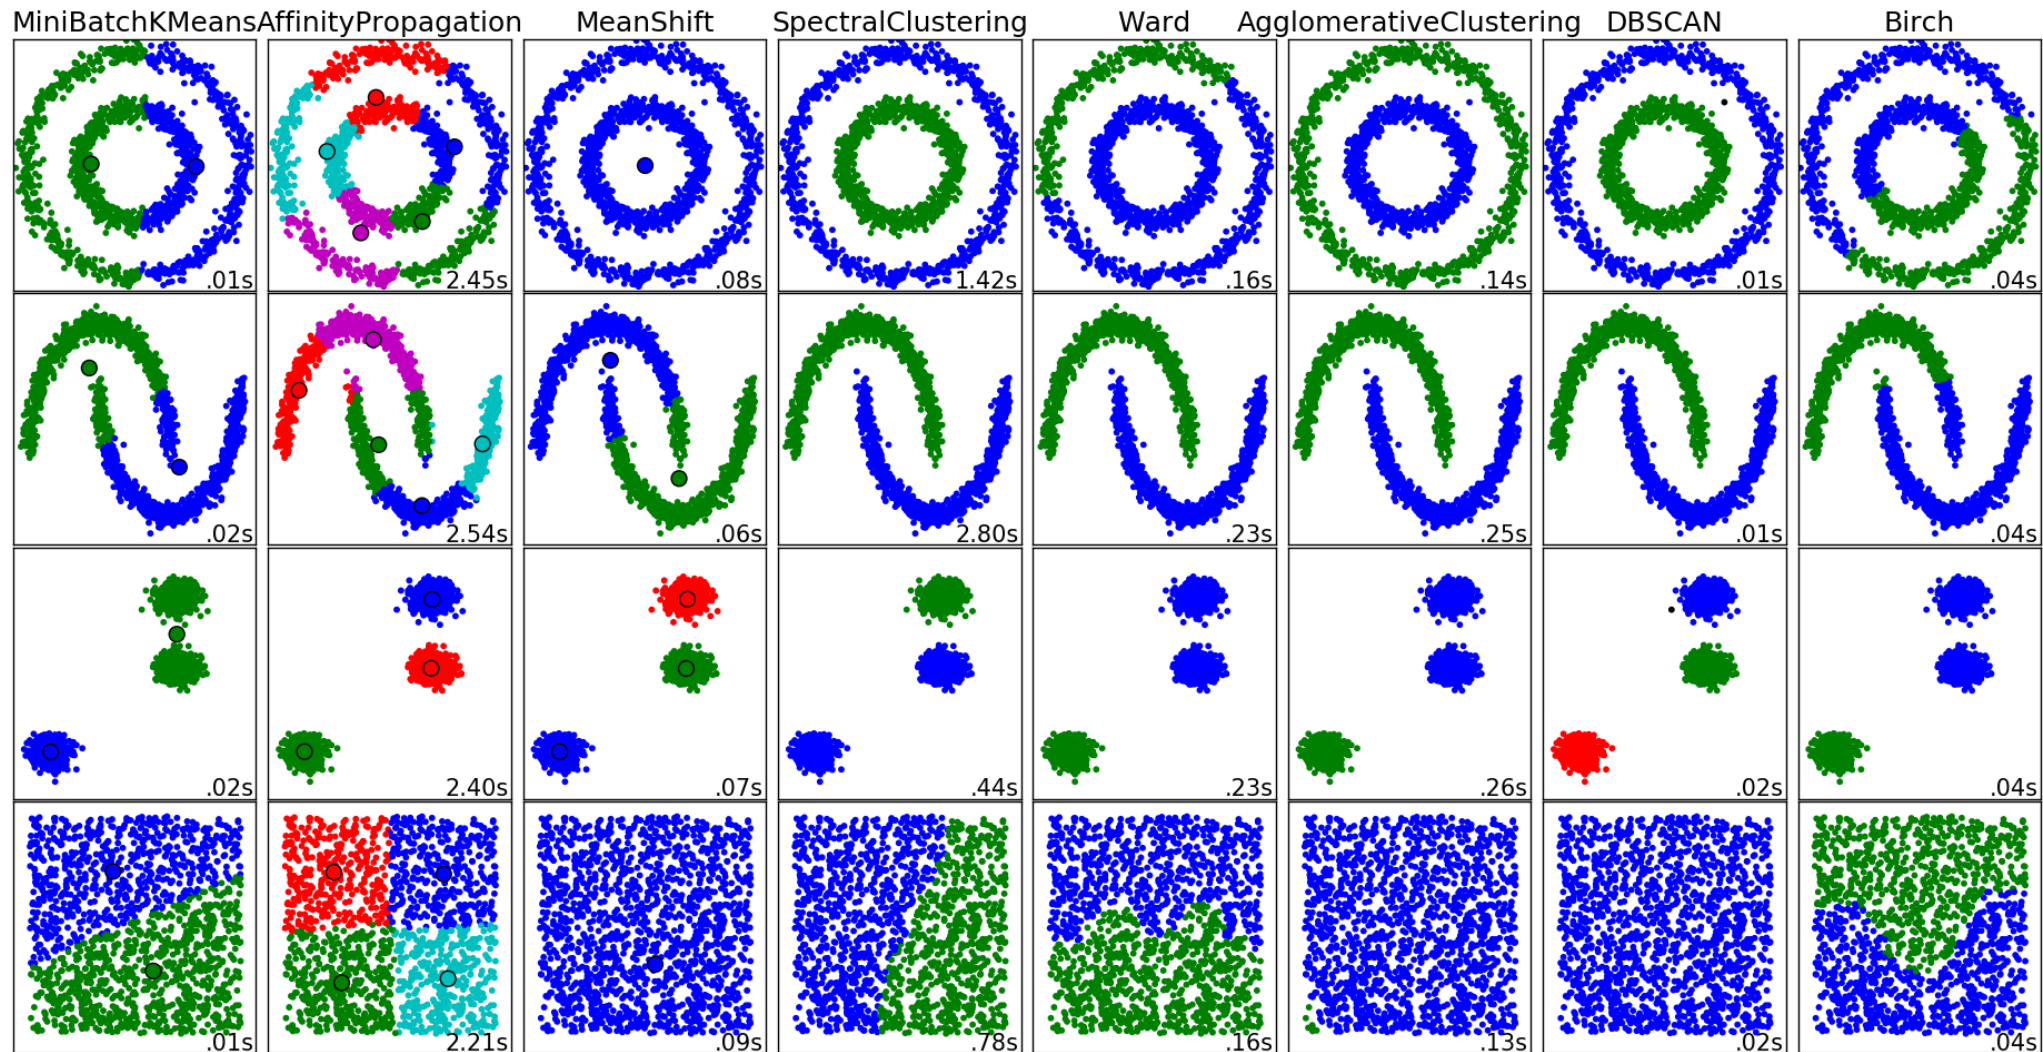 MiniBatchKMeans AffinityPropagation MeanShift SpectralClustering Ward AgglomerativeClustering DBSCAN Birch
.01s 2.45s .08s 1.42s .16s .14s .01s .04s
.02s 2.54s .06s 2.80s .23s .25s .01s .04s
.02s 2.40s .07s .44s .23s .26s .02s .04s
.01s 2.21s .09s .78s .16s .13s .02s .04s